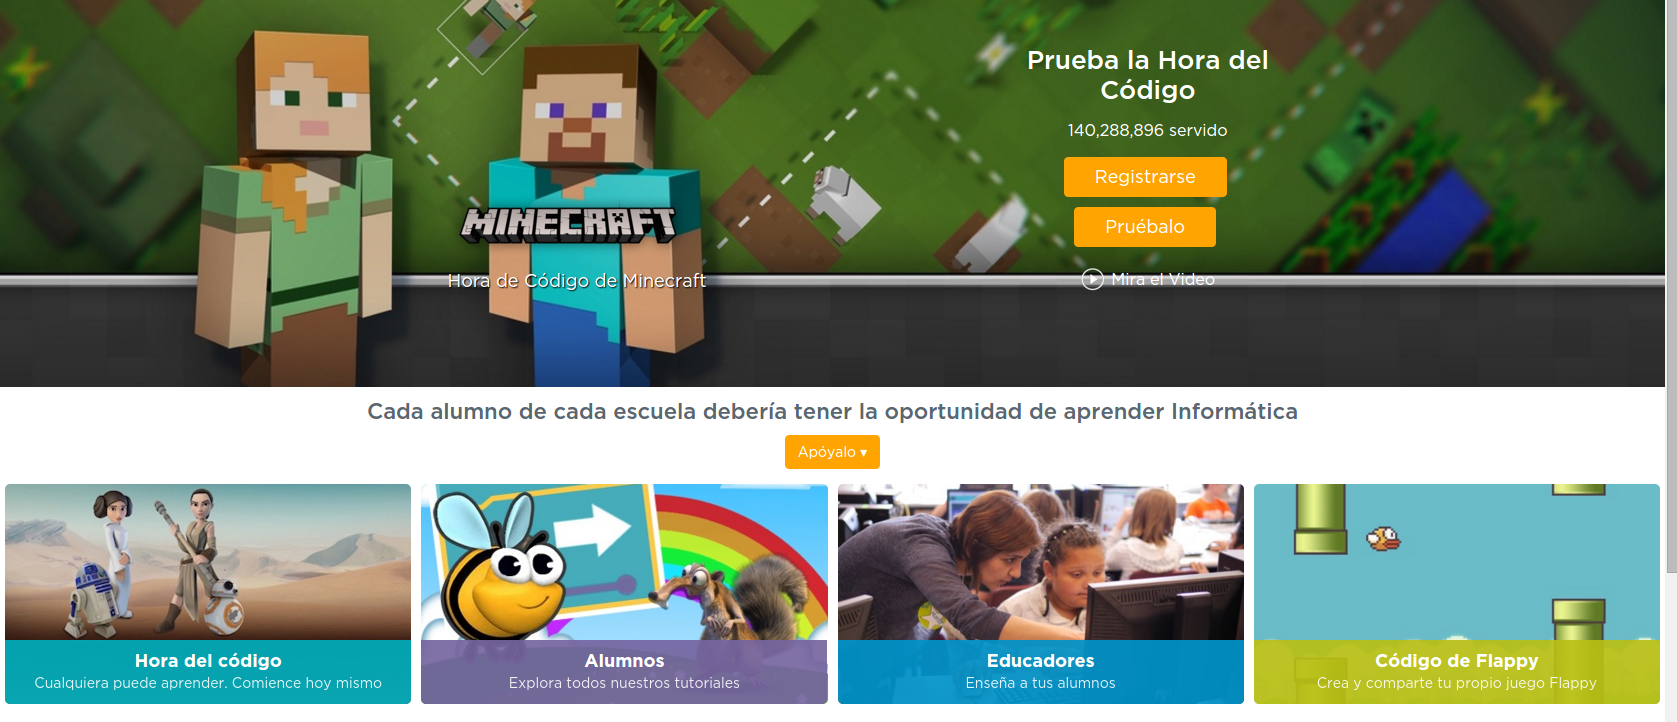 MINECRAFT
Hora de Código de Minecraft
Prueba la Hora del
Código
140,288,896 servido
Registrarse
Pruébalo
Mira el Video
Cada alumno de cada escuela debería tener la oportunidad de aprender Informática
Apóyalo ▾
Hora del código
Cualquiera puede aprender. Comience hoy mismo
Alumnos
Explora todos nuestros tutoriales
Educadores
Enseña a tus alumnos
Código de Flappy
Crea y comparte tu propio juego Flappy